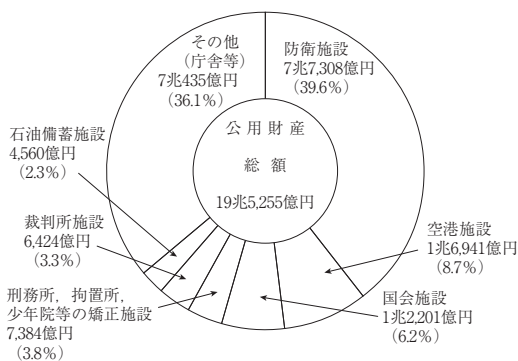 その他
(庁舎等)
7兆435億円
(36.1%)
防衛施設
7兆7,308億円
(39.6%)
公用財産
総額
19兆5,255億円
石油備蓄施設
4,560億円
(2.3%)
裁判所施設
6,424億円
(3.3%)
刑務所，拘置所，
少年院等の矯正施設
7,384億円
(3.8%)
空港施設
1兆6,941億円
(8.7%)
国会施設
1兆2,201億円
(6.2%)